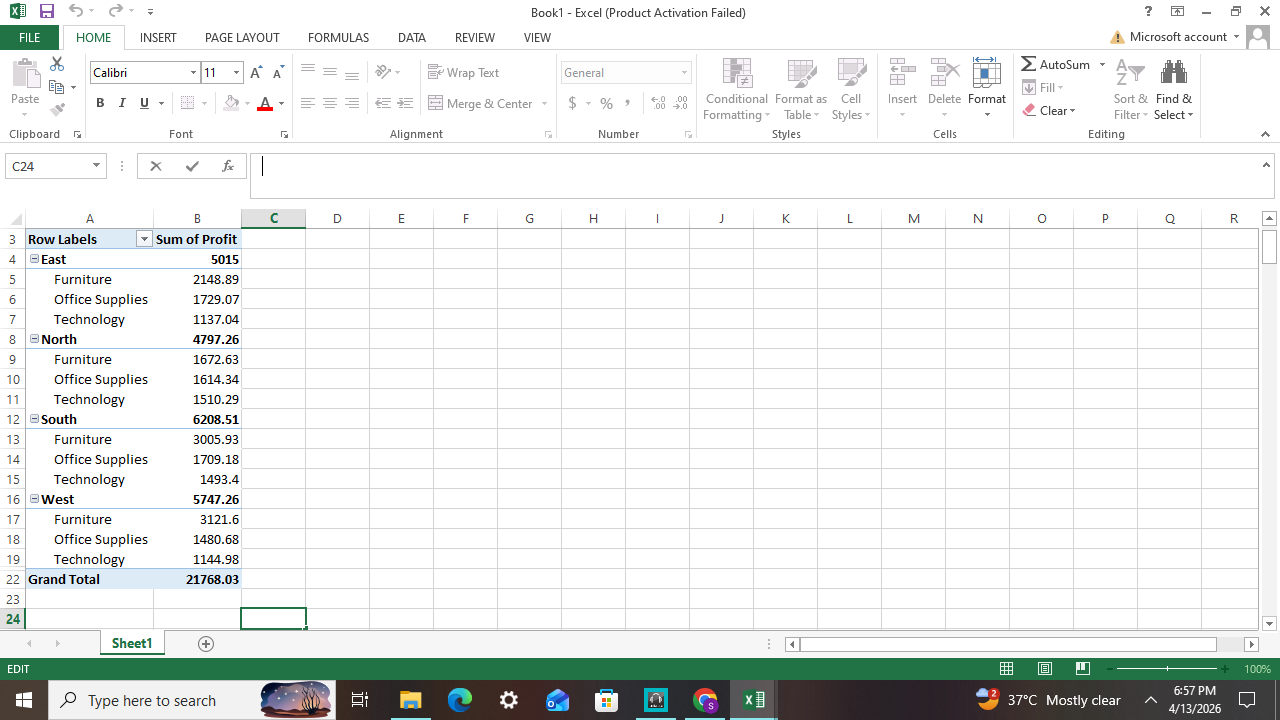 Book1 - Excel (Product Activation Failed)
FILE HOME INSERT PAGE LAYOUT FORMULAS DATA REVIEW VIEW Microsoft account
Paste
Clipboard
Calibri 11
B I U A
Font
Wrap Text
Merge & Center
Alignment
General
$ % ,
Number
Conditional Formatting
Format as Table
Cell Styles
Styles
Insert Delete Format
Cells
AutoSum
Fill
Clear
Sort & Filter
Find & Select
Editing
C24 fx
A B C D E F G H I J K L M N O P Q R
3 Row Labels Sum of Profit
4 East 5015
5 Furniture 2148.89
6 Office Supplies 1729.07
7 Technology 1137.04
8 North 4797.26
9 Furniture 1672.63
10 Office Supplies 1614.34
11 Technology 1510.29
12 South 6208.51
13 Furniture 3005.93
14 Office Supplies 1709.18
15 Technology 1493.4
16 West 5747.26
17 Furniture 3121.6
18 Office Supplies 1480.68
19 Technology 1144.98
22 Grand Total 21768.03
23
24
Sheet1
EDIT 100%
Type here to search
2
37°C Mostly clear
6:57 PM
4/13/2026